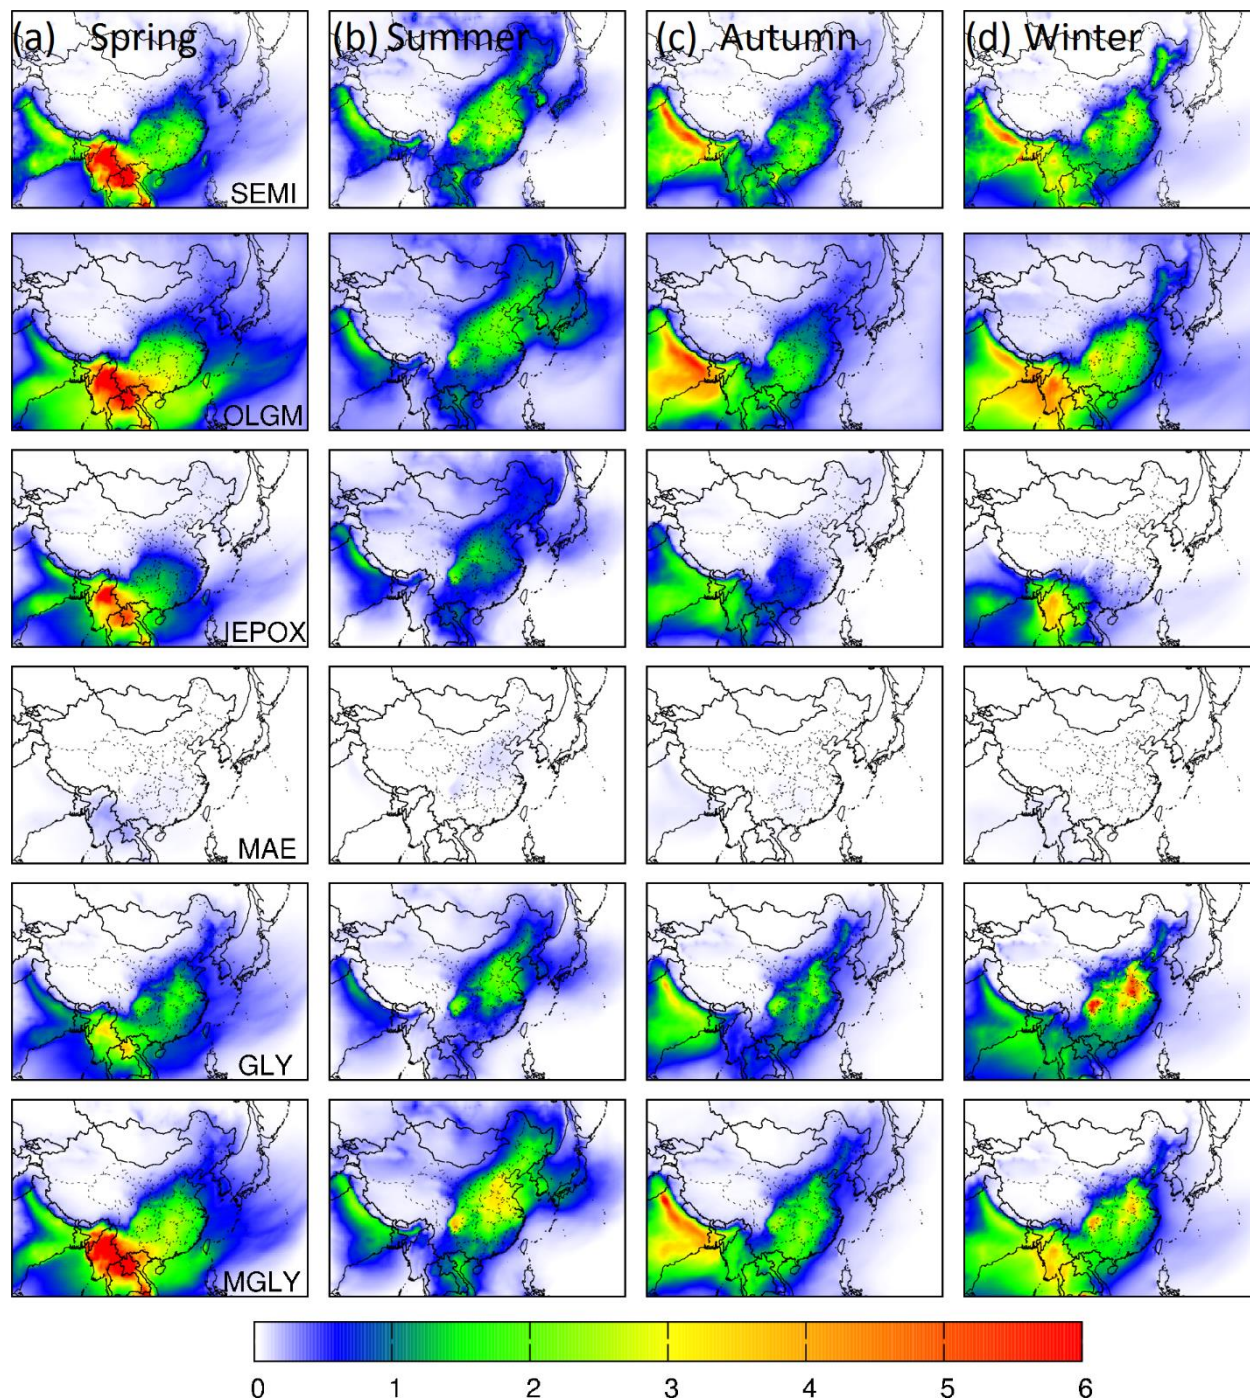 (a) Spring (b) Summer (c) Autumn (d) Winter
SEMI
OLGM
IEPOX
MAE
GLY
MGLY
0 1 2 3 4 5 6